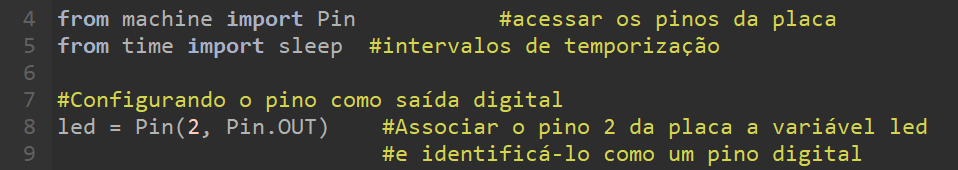 4 from machine import Pin #acessar os pinos da placa
5 from time import sleep #intervalos de temporização
6
7 #Configurando o pino como saída digital
8 led = Pin(2, Pin.OUT) #Associar o pino 2 da placa a variável led
9 #e identificá-lo como um pino digital